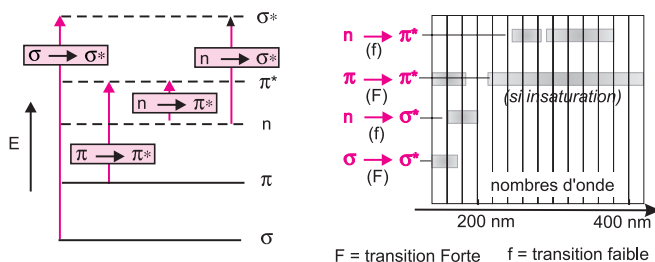 σ*
σ → σ*
n → σ*
π*
n → π*
n
E
π → π*
π
σ
n → π*
(f)
π → π*
(F)
(si insaturation)
n → σ*
(f)
σ → σ*
(F)
nombres d'onde
200 nm
400 nm
F = transition Forte
f = transition faible